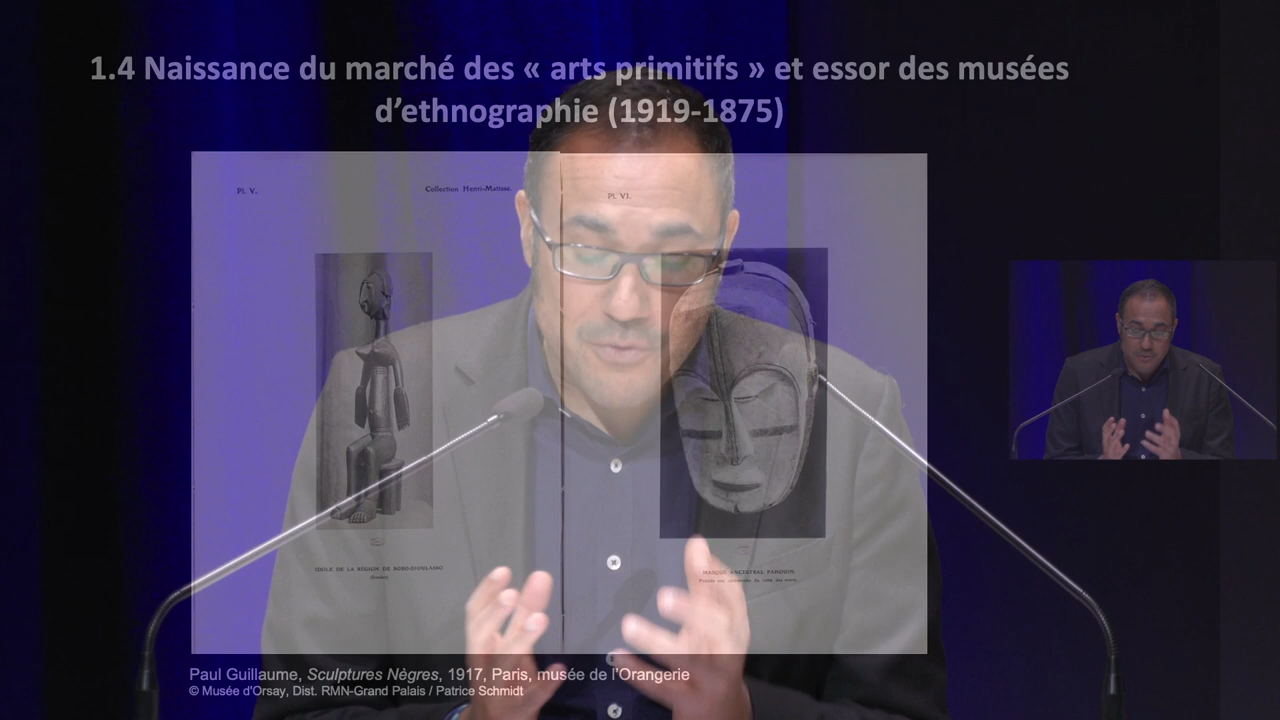 1.4 Naissance du marché des « arts primitifs » et essor des musées
d’ethnographie (1919-1875)
Pl. V.
Collection Henri-Matisse.
Pl. VI.
IDOLE DE LA RÉGION DE BOBO-DIOULASSO
(Soudan)
MASQUE ANCESTRAL PAHOUIN.
Paul Guillaume, Sculptures Nègres, 1917, Paris, musée de l’Orangerie
© Musée d'Orsay, Dist. RMN-Grand Palais / Patrice Schmidt